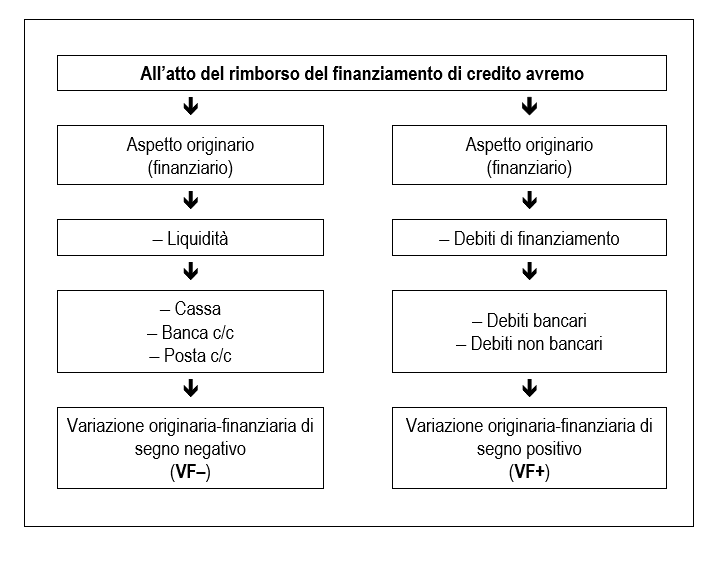 All'atto del rimborso del finanziamento di credito avremo
Aspetto originario
(finanziario)
– Liquidità
– Cassa
– Banca c/c
– Posta c/c
Variazione originaria-finanziaria di
segno negativo
(VF–)
Aspetto originario
(finanziario)
– Debiti di finanziamento
– Debiti bancari
– Debiti non bancari
Variazione originaria-finanziaria di
segno positivo
(VF+)